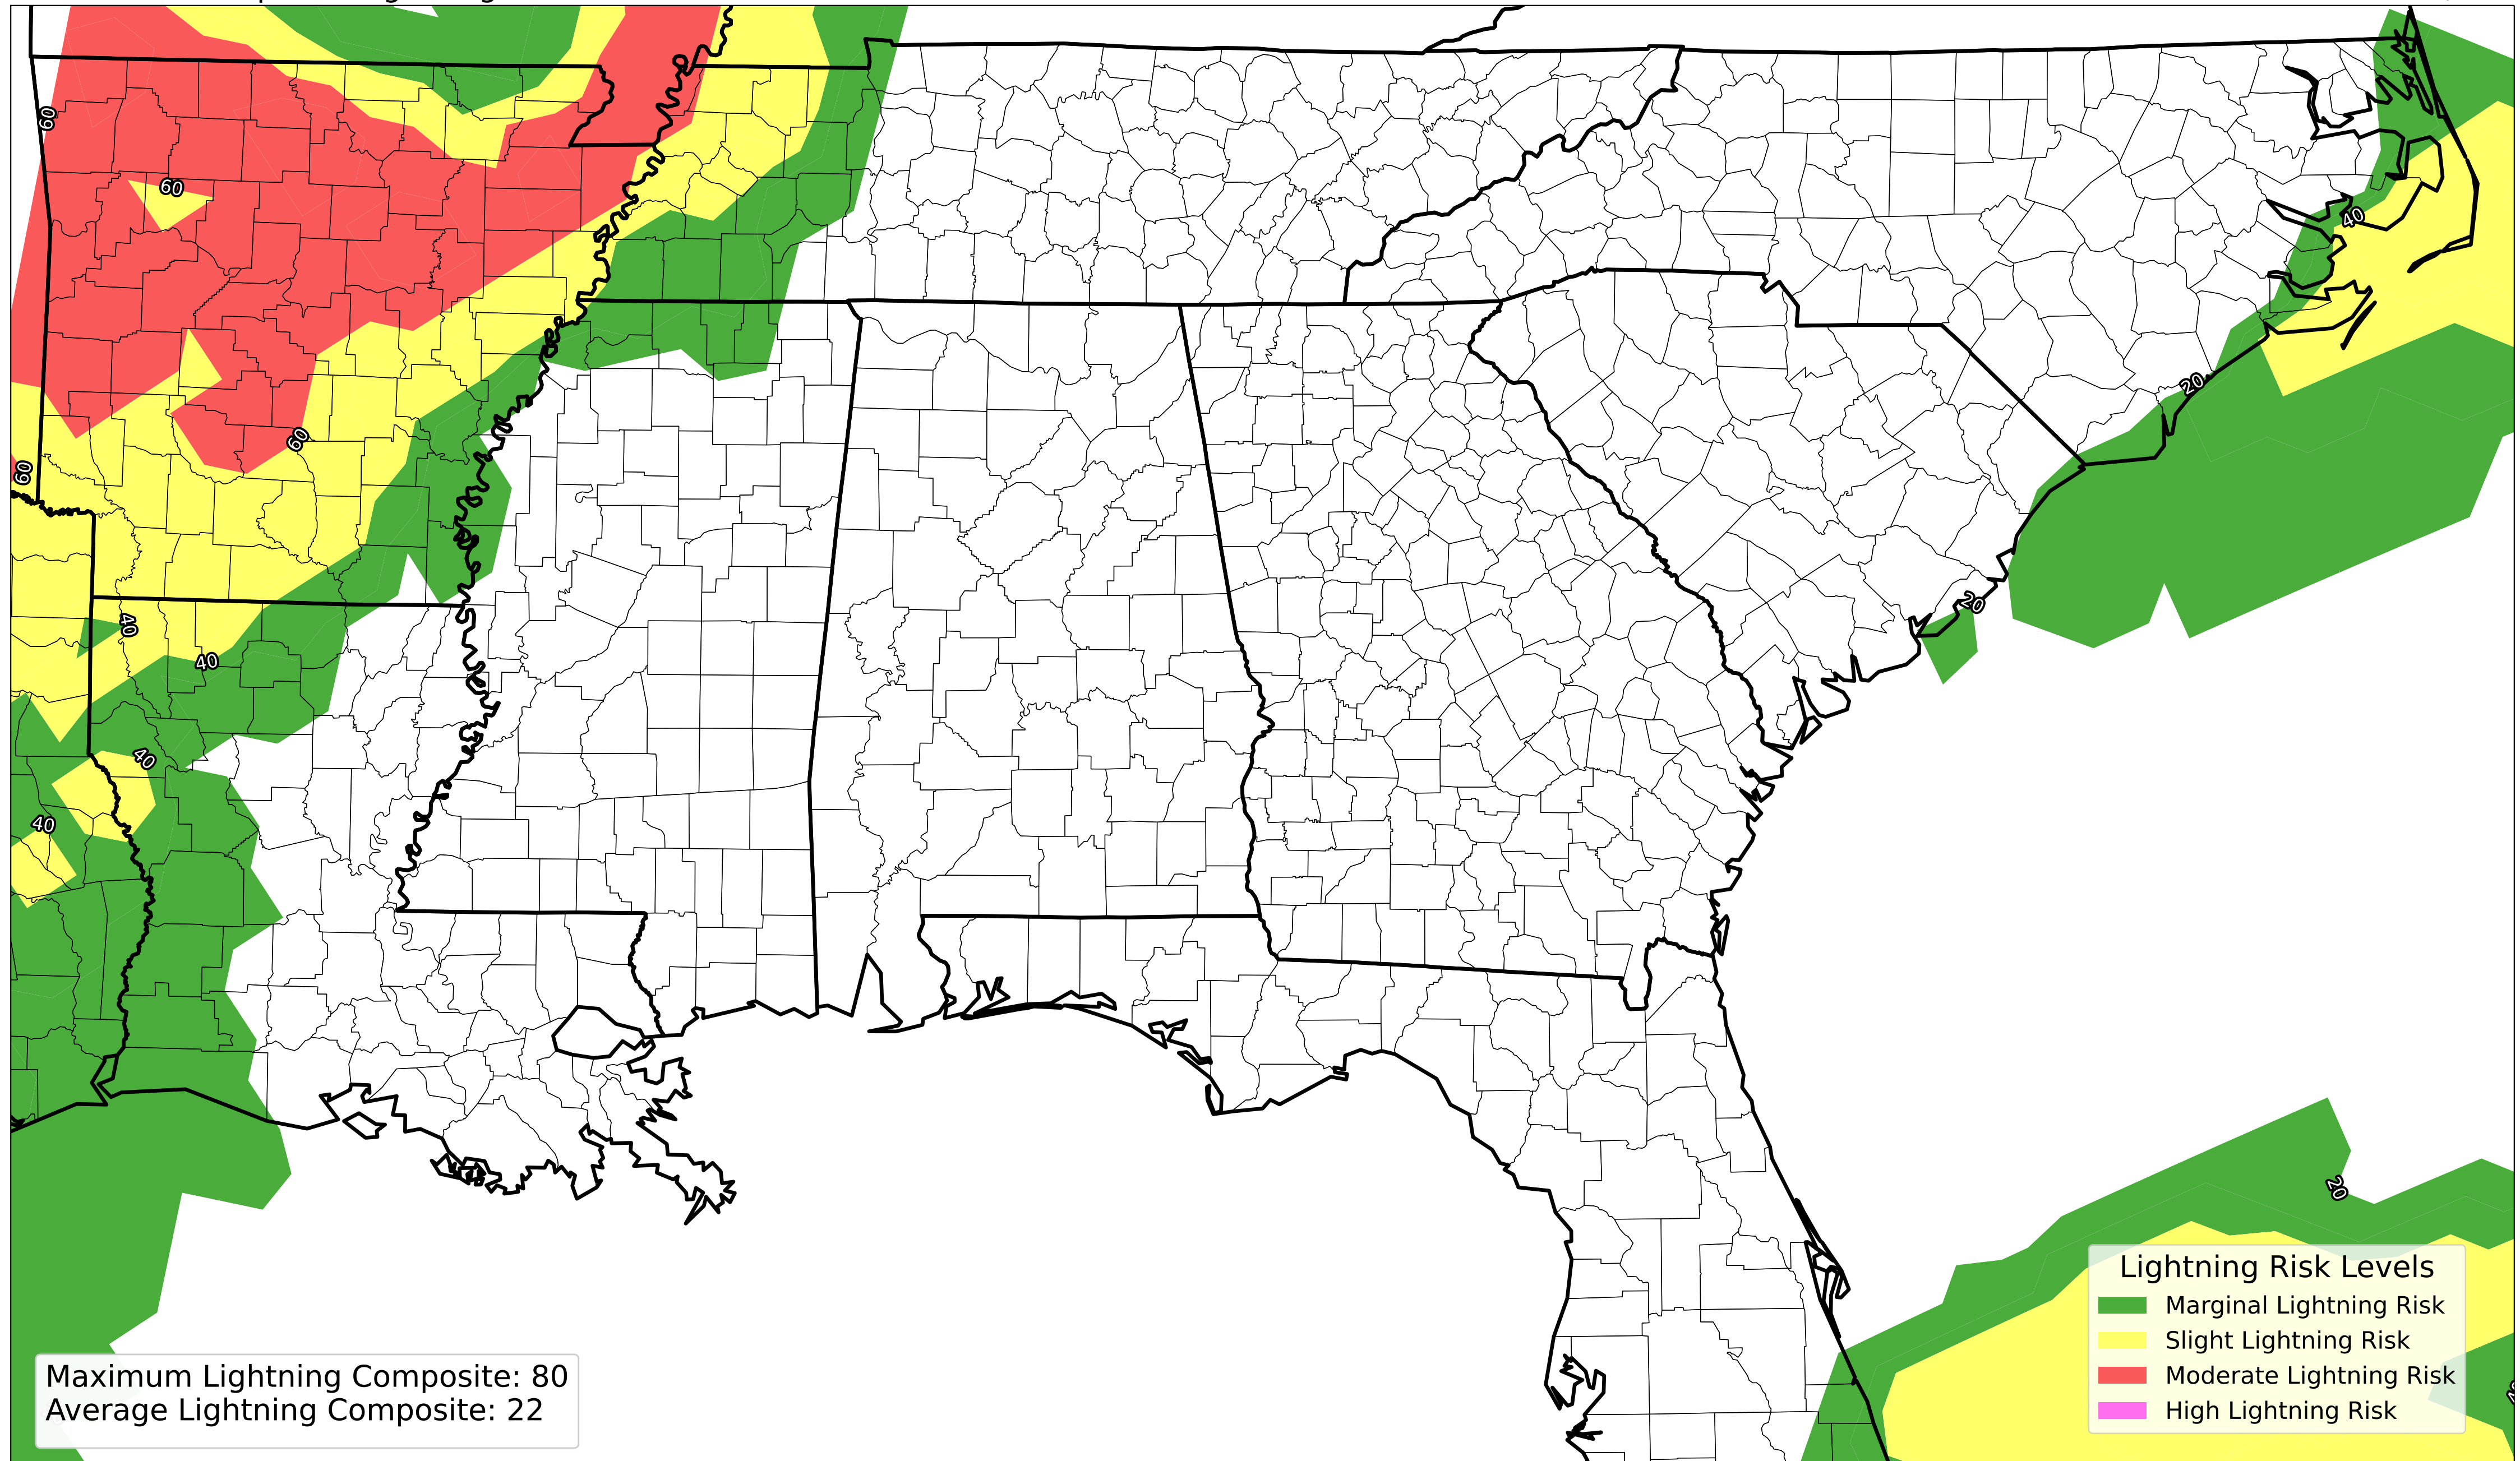 60
60
40
60
20
60
20
40
40
40
40
20
Lightning Risk Levels
Marginal Lightning Risk
Slight Lightning Risk
Moderate Lightning Risk
High Lightning Risk
Maximum Lightning Composite: 80
Average Lightning Composite: 22